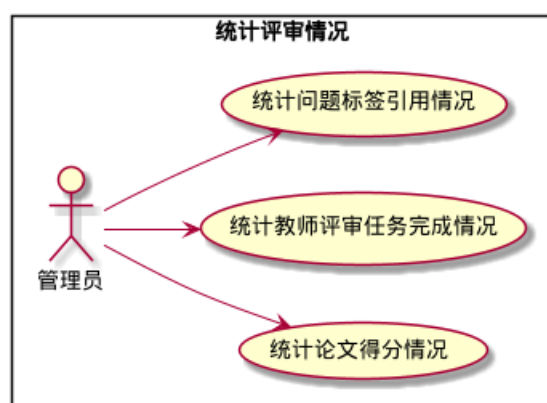 统计评审情况
统计问题标签引用情况
统计教师评审任务完成情况
管理员
统计论文得分情况